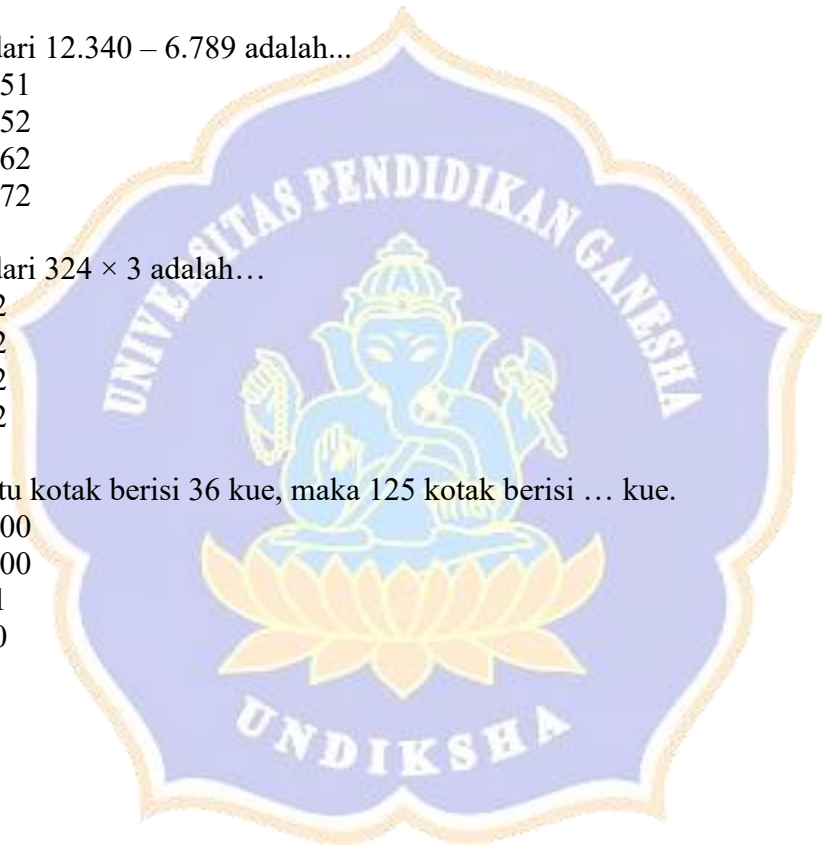 dari 12.340 – 6.789 adalah...
51
52
62
72
dari 324 × 3 adalah…
2
2
2
2
tu kotak berisi 36 kue, maka 125 kotak berisi … kue.
00
00
1
0
UNIVERSITAS PENDIDIKAN GANESHA
UNDIKSHA